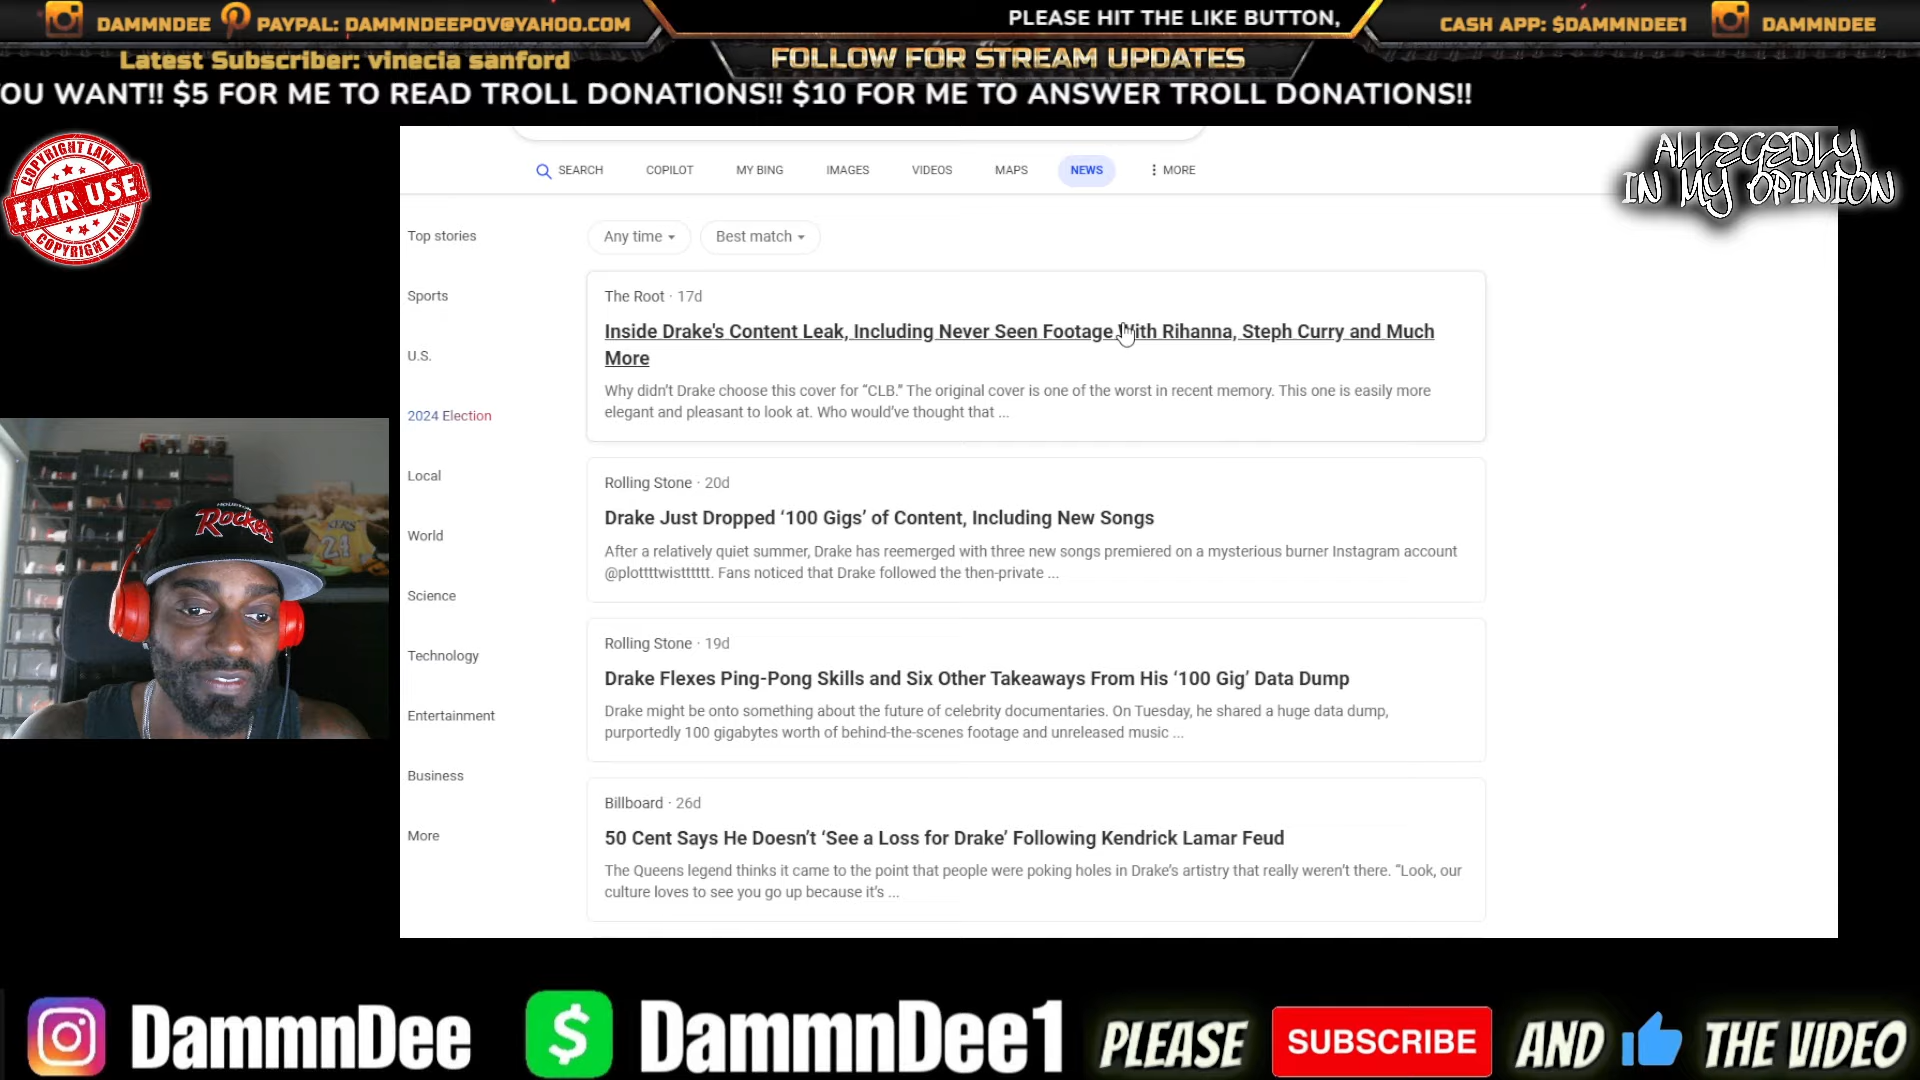 DAMMNDEE PAYPAL: DAMMNDEEPOV@YAHOO.COM
PLEASE HIT THE LIKE BUTTON,
CASH APP: $DAMMNDEE1 DAMMNDEE
Latest Subscriber: vinecia sanford
FOLLOW FOR STREAM UPDATES
OU WANT!! $5 FOR ME TO READ TROLL DONATIONS!! $10 FOR ME TO ANSWER TROLL DONATIONS!!
COPYRIGHT LAW
FAIR USE
COPYRIGHT LAW
ALLEGEDLY
IN MY OPINION
SEARCH COPILOT MY BING IMAGES VIDEOS MAPS NEWS MORE
Top stories
Sports
U.S.
2024 Election
Local
World
Science
Technology
Entertainment
Business
More
Any time Best match
The Root · 17d
Inside Drake's Content Leak, Including Never Seen Footage With Rihanna, Steph Curry and Much
More
Why didn't Drake choose this cover for "CLB." The original cover is one of the worst in recent memory. This one is easily more
elegant and pleasant to look at. Who would've thought that ...
Rolling Stone · 20d
Drake Just Dropped '100 Gigs' of Content, Including New Songs
After a relatively quiet summer, Drake has reemerged with three new songs premiered on a mysterious burner Instagram account
@plottttwistttttt. Fans noticed that Drake followed the then-private ...
Rolling Stone · 19d
Drake Flexes Ping-Pong Skills and Six Other Takeaways From His '100 Gig' Data Dump
Drake might be onto something about the future of celebrity documentaries. On Tuesday, he shared a huge data dump,
purportedly 100 gigabytes worth of behind-the-scenes footage and unreleased music ...
Billboard · 26d
50 Cent Says He Doesn't 'See a Loss for Drake' Following Kendrick Lamar Feud
The Queens legend thinks it came to the point that people were poking holes in Drake's artistry that really weren't there. "Look, our
culture loves to see you go up because it's ...
Rockets
24
DammnDee $ DammnDee1 PLEASE SUBSCRIBE AND THE VIDEO